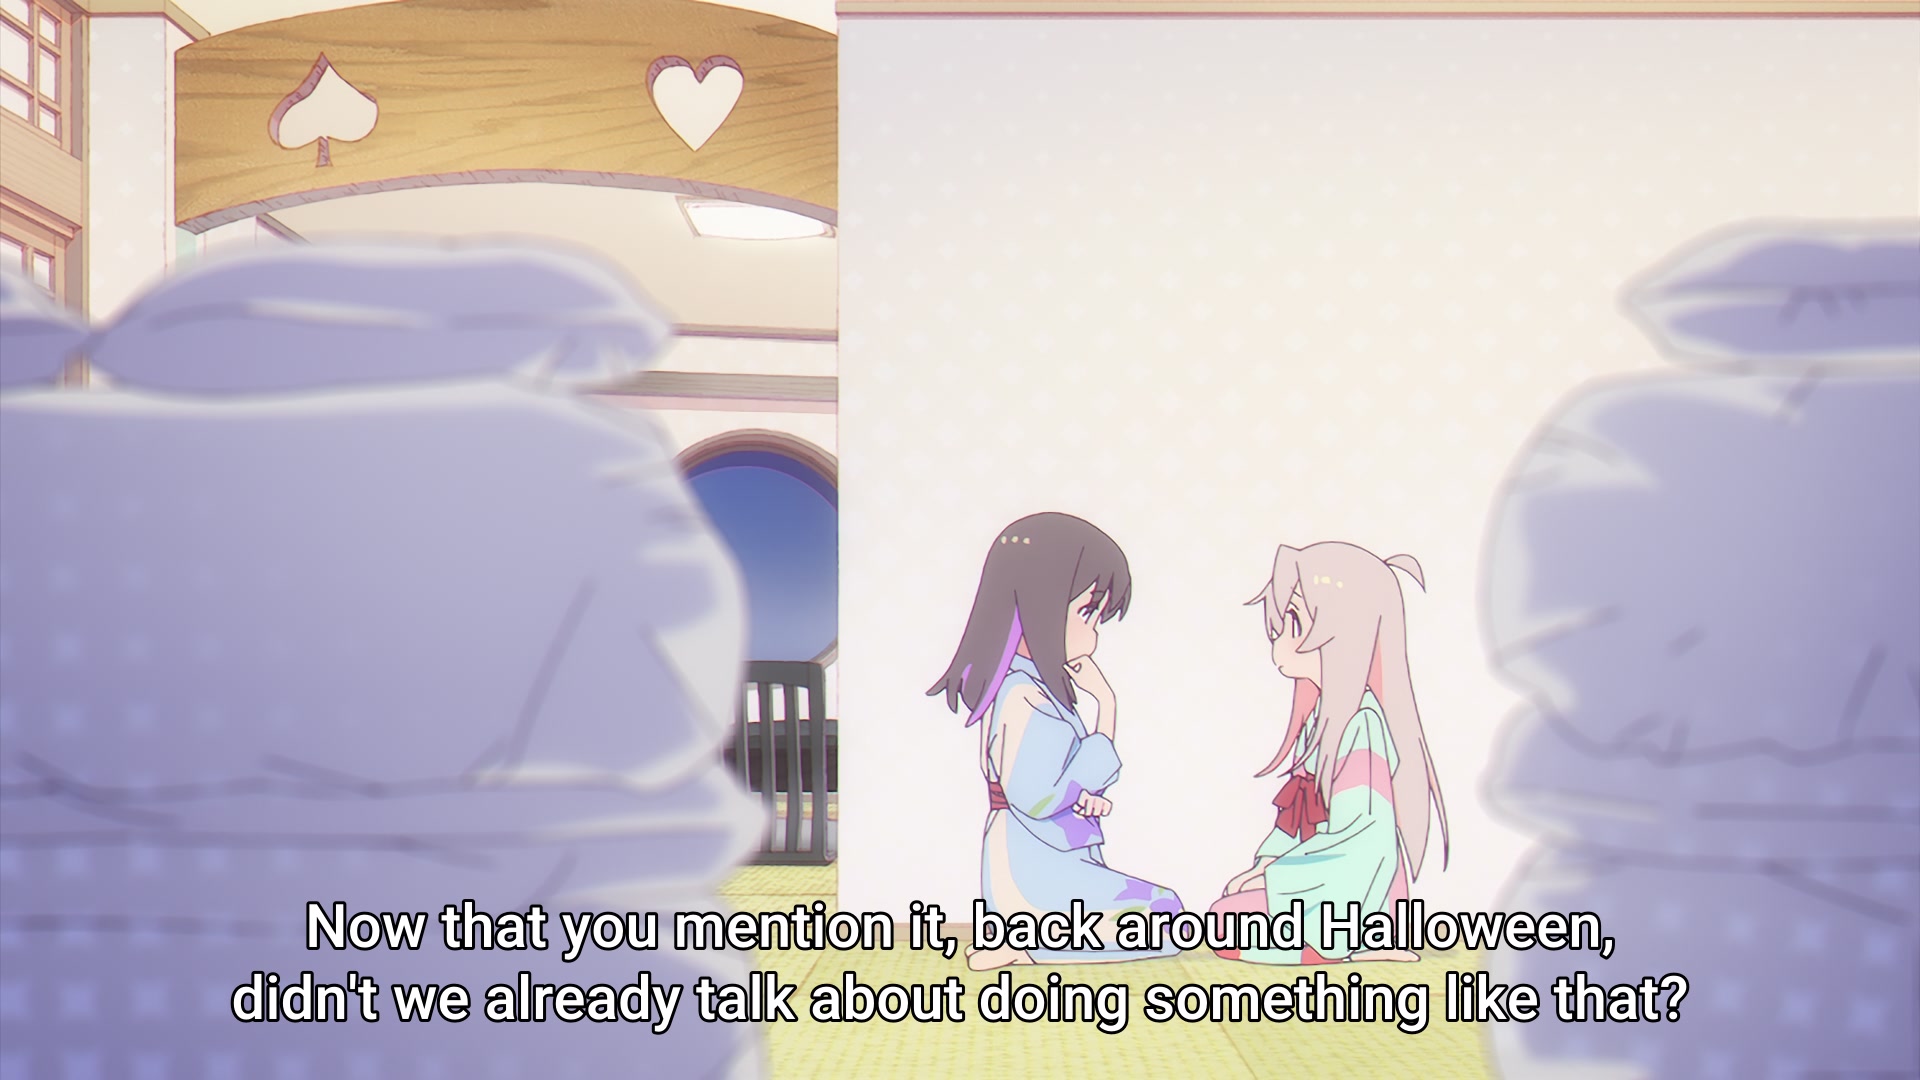 Now that you mention it, back around Halloween,
didn't we already talk about doing something like that?